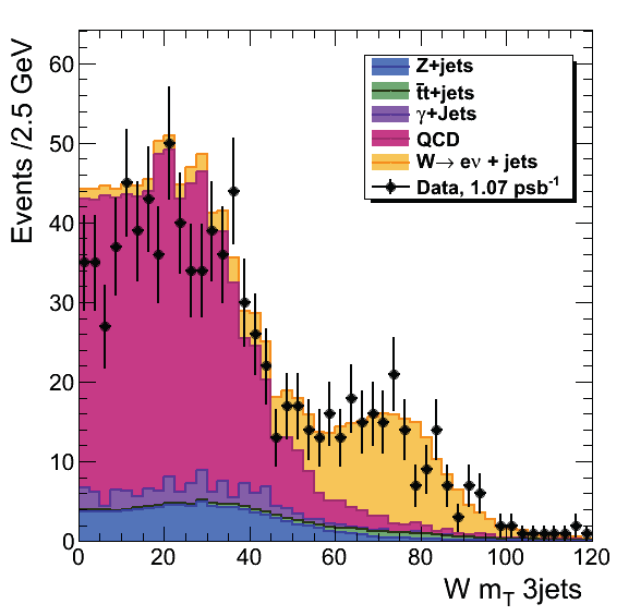 Events /2.5 GeV
60
50
40
30
20
10
0
Z+jets
t̄t+jets
γ+Jets
QCD
W→ eν + jets
Data, 1.07 psb⁻¹
0 20 40 60 80 100 120
W m_T 3jets